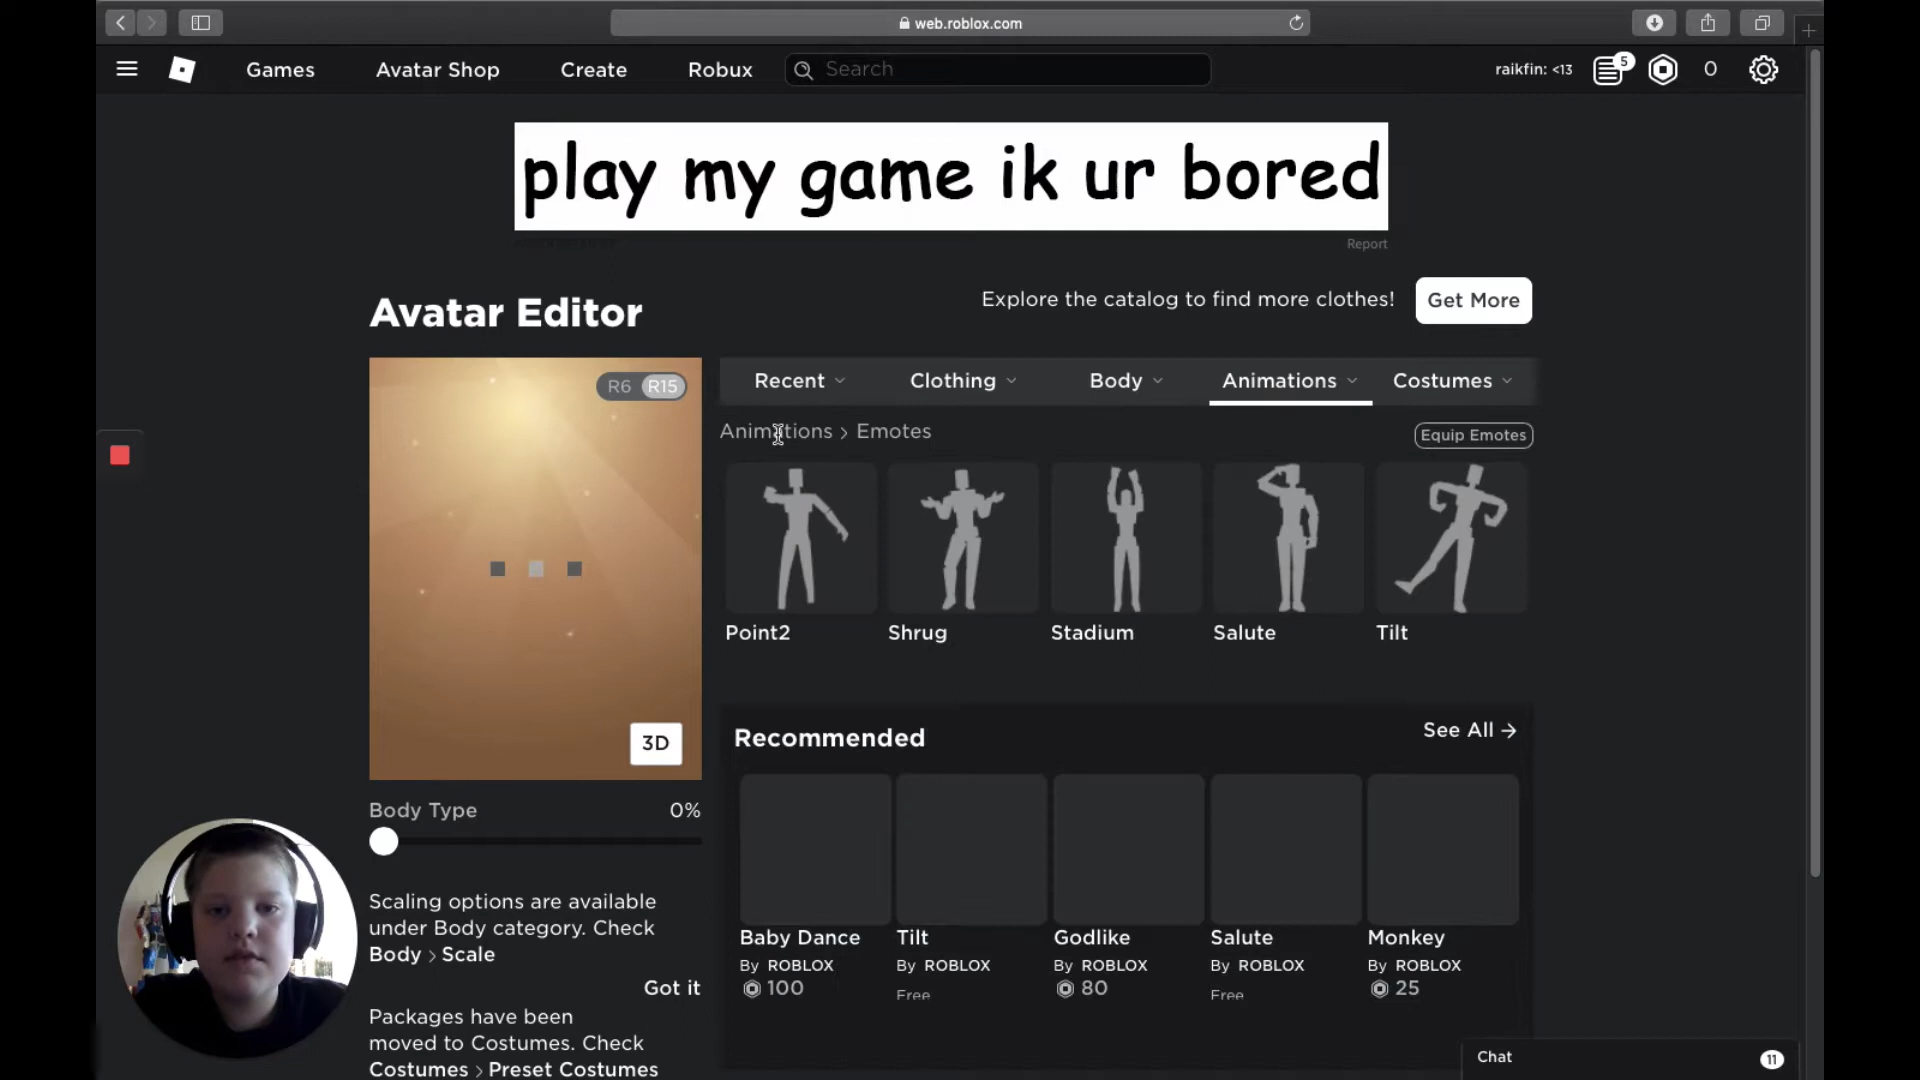 web.roblox.com
Games
Avatar Shop
Create
Robux
Search
raikfin: <13
5
0
play my game ik ur bored
Report
Avatar Editor
Explore the catalog to find more clothes!
Get More
R6 R15
Recent
Clothing
Body
Animations
Costumes
Animations > Emotes
Equip Emotes
Point2
Shrug
Stadium
Salute
Tilt
3D
Recommended
See All →
Body Type 0%
Baby Dance
Tilt
Godlike
Salute
Monkey
By ROBLOX
By ROBLOX
By ROBLOX
By ROBLOX
By ROBLOX
100
Free
80
Free
25
Scaling options are available
under Body category. Check
Body > Scale
Got it
Packages have been
moved to Costumes. Check
Costumes > Preset Costumes
Chat
11